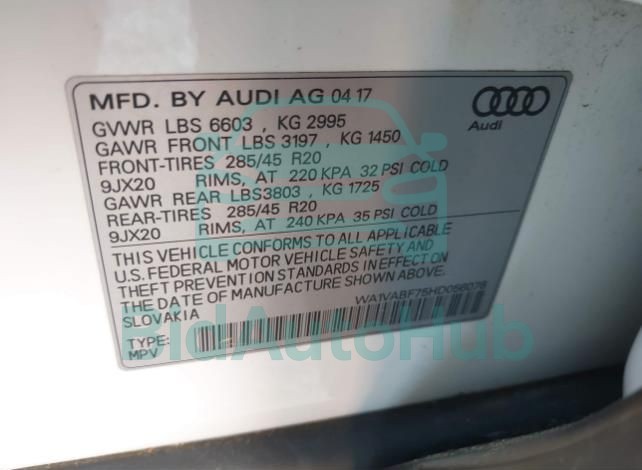 MFD. BY AUDI AG 04 17
Audi
GVWR LBS 6603 , KG 2995
GAWR FRONT LBS 3197 , KG 1450
FRONT-TIRES 285/45 R20
9JX20 RIMS, AT 220 KPA 32 PSI COLD
GAWR REAR LBS3803 , KG 1725
REAR-TIRES 285/45 R20
9JX20 RIMS, AT 240 KPA 35 PSI COLD
THIS VEHICLE CONFORMS TO ALL APPLICABLE
U.S. FEDERAL MOTOR VEHICLE SAFETY AND
THEFT PREVENTION STANDARDS IN EFFECT ON
THE DATE OF MANUFACTURE SHOWN ABOVE.
SLOVAKIA WA1VABF75HD056078
TYPE:
MPV
BidAutoHub